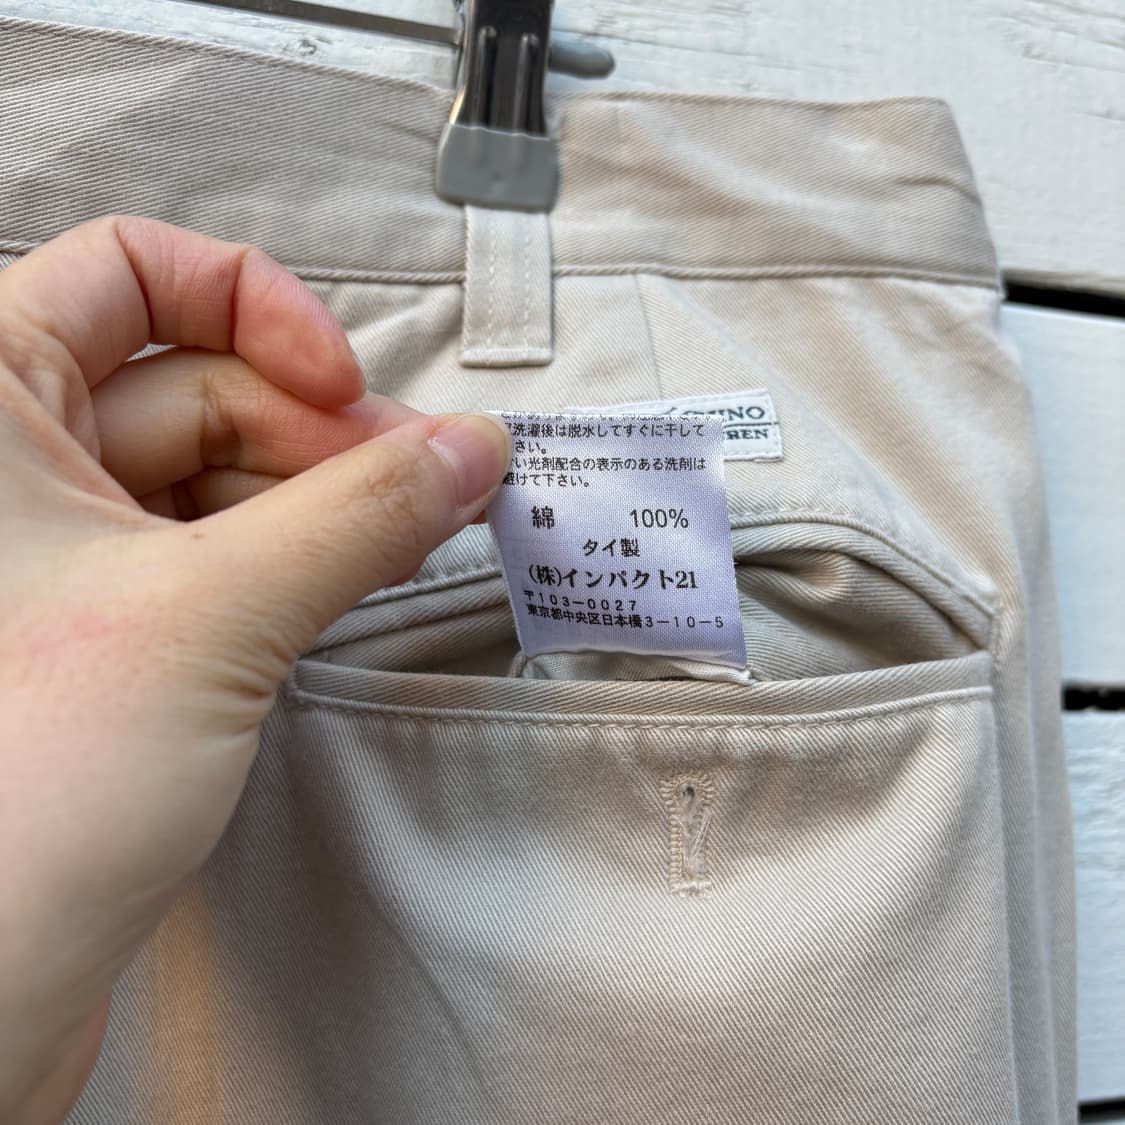 洗濯後は脱水してすぐに干して
さい。
い光剤配合の表示のある洗剤は
避けて下さい。
綿 100%
タイ製
(株)インパクト21
〒103-0027
東京都中央区日本橋3-10-5